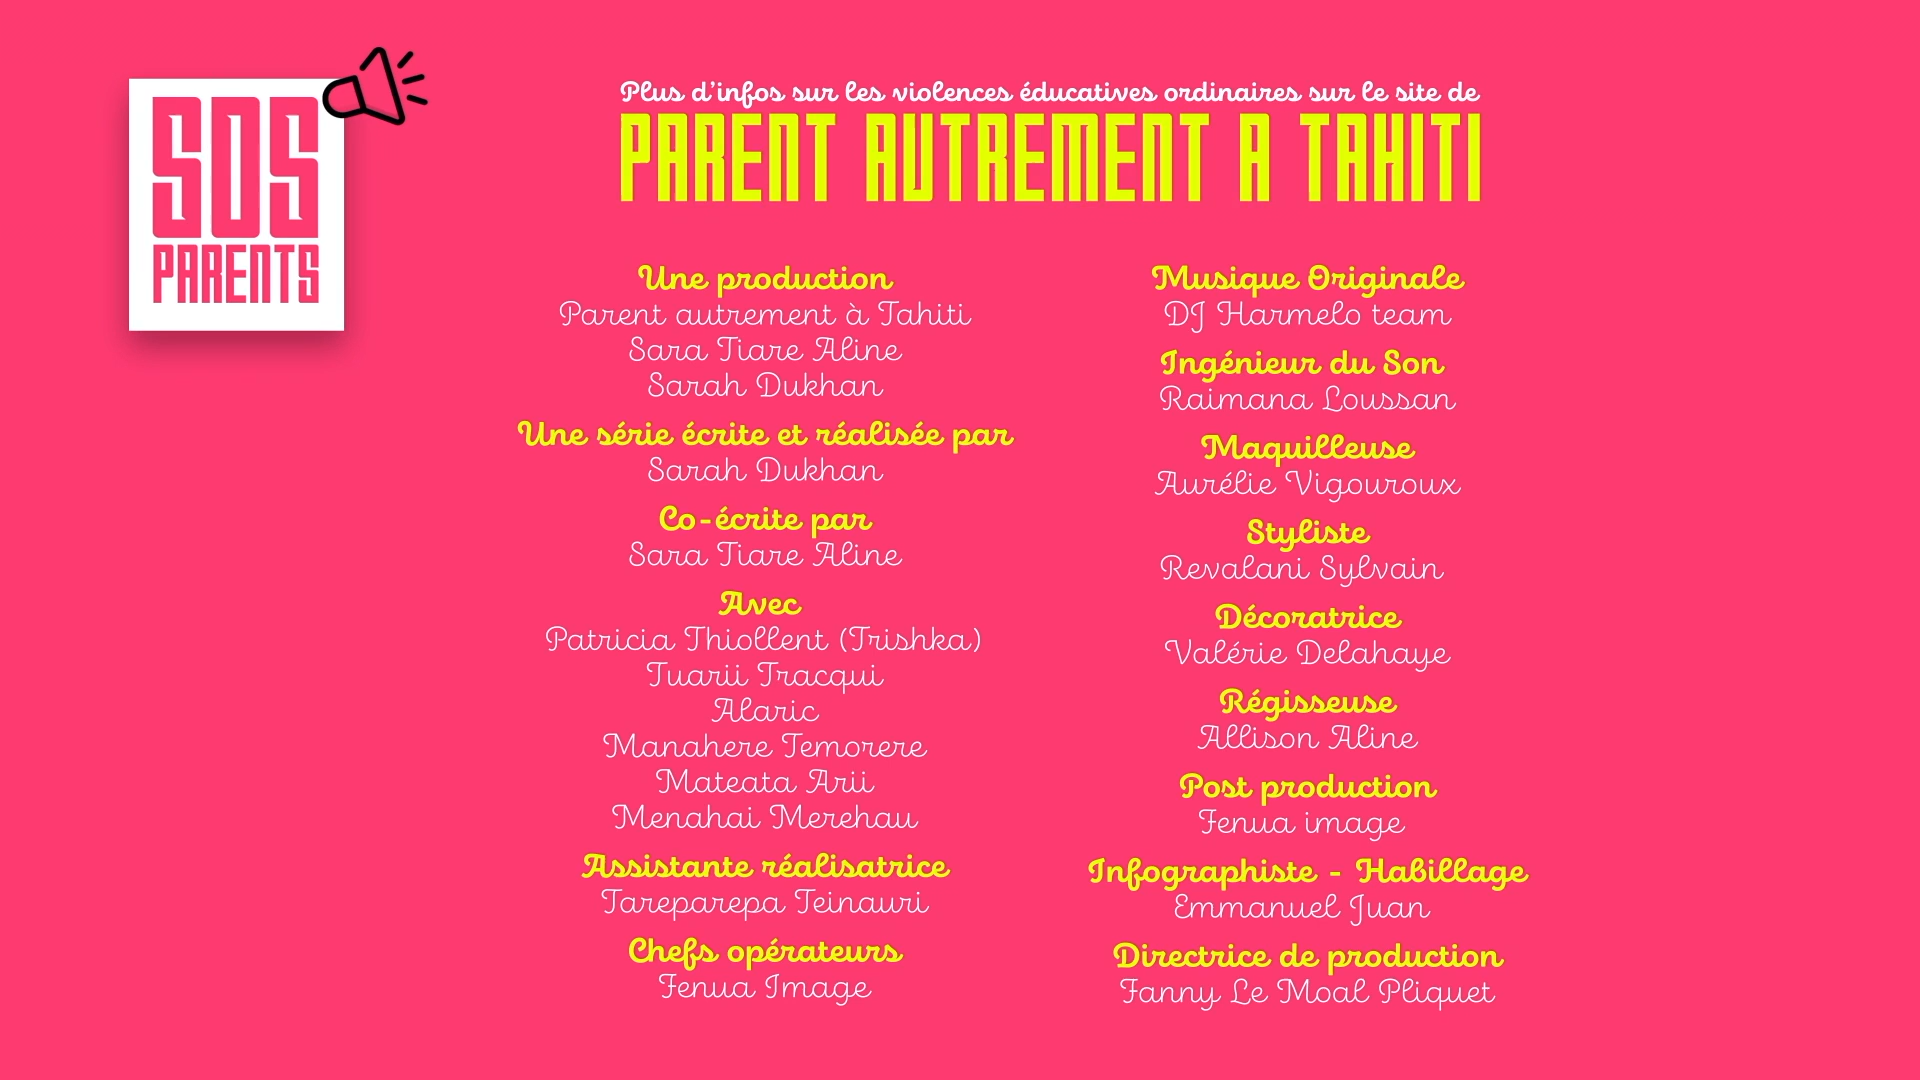 SOS
PARENTS
Plus d'infos sur les violences éducatives ordinaires sur le site de
PARENT AUTREMENT A TAHITI
Une production
Parent autrement à Tahiti
Sara Tiare Aline
Sarah Dukhan
Une série écrite et réalisée par
Sarah Dukhan
Co-écrite par
Sara Tiare Aline
Avec
Patricia Thiollent (Trishka)
Tuarii Tracqui
Alaric
Manahere Temorere
Mateata Arii
Menahai Merehau
Assistante réalisatrice
Tareparepa Teinauri
Chefs opérateurs
Fenua Image
Musique Originale
DJ Harmelo team
Ingénieur du Son
Raimana Loussan
Maquilleuse
Aurélie Vigouroux
Styliste
Revalani Sylvain
Décoratrice
Valérie Delahaye
Régisseuse
Allison Aline
Post production
Fenua image
Infographiste - Habillage
Emmanuel Juan
Directrice de production
Fanny Le Moal Pliquet